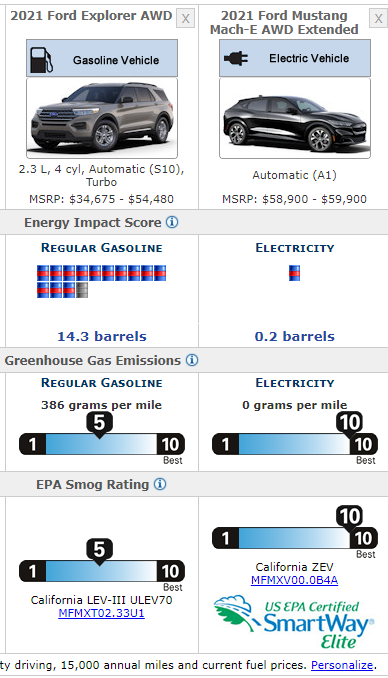 2021 Ford Explorer AWD
X
2021 Ford Mustang
Mach-E AWD Extended
X
Gasoline Vehicle
Electric Vehicle
2.3 L, 4 cyl, Automatic (S10),
Turbo
Automatic (A1)
MSRP: $34,675 - $54,480
MSRP: $58,900 - $59,900
Energy Impact Score
REGULAR GASOLINE
ELECTRICITY
14.3 barrels
0.2 barrels
Greenhouse Gas Emissions
REGULAR GASOLINE
ELECTRICITY
386 grams per mile
0 grams per mile
5
10
1
10
1
10
Best
Best
EPA Smog Rating
5
10
1
10
1
10
Best
Best
California LEV-III ULEV70
MFMXT02.33U1
California ZEV
MFMXV00.0B4A
US EPA Certified
SmartWay
Elite
ty driving, 15,000 annual miles and current fuel prices. Personalize.